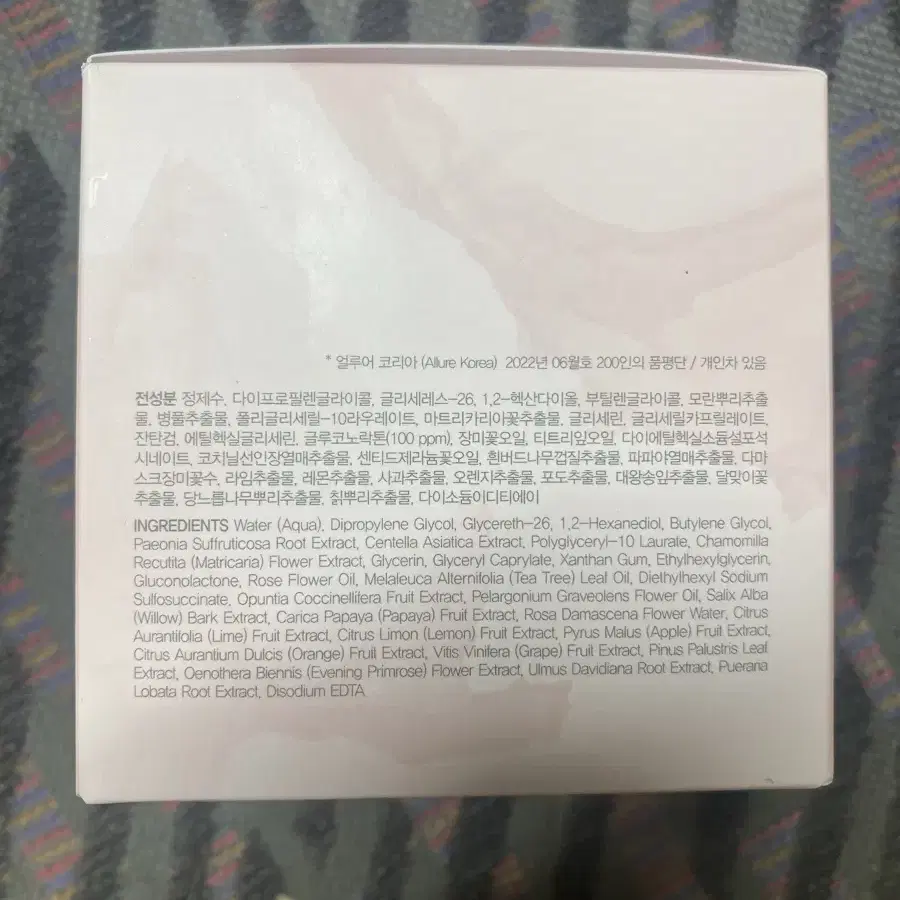 * 얼루어 코리아 (Allure Korea) 2022년 06월호 200인의 품평단 / 개인차 있음
전성분 정제수, 다이프로필렌글라이콜, 글리세레스-26, 1,2-헥산다이올, 부틸렌글라이콜, 모란뿌리추출
물, 병풀추출물, 폴리글리세릴-10라우레이트, 마트리카리아꽃추출물, 글리세린, 글리세릴카프릴레이트,
잔탄검, 에틸헥실글리세린, 글루코노락톤(100 ppm), 장미꽃오일, 티트리잎오일, 다이에틸헥실소듐설포석
시네이트, 코치닐선인장열매추출물, 센티드제라늄꽃오일, 흰버드나무껍질추출물, 파파야열매추출물, 다마
스크장미꽃수, 라임추출물, 레몬추출물, 사과추출물, 오렌지추출물, 포도추출물, 대왕송잎추출물, 달맞이꽃
추출물, 당느릅나무뿌리추출물, 칡뿌리추출물, 다이소듐이디티에이
INGREDIENTS Water (Aqua), Dipropylene Glycol, Glycereth-26, 1,2-Hexanediol, Butylene Glycol,
Paeonia Suffruticosa Root Extract, Centella Asiatica Extract, Polyglyceryl-10 Laurate, Chamomilla
Recutita (Matricaria) Flower Extract, Glycerin, Glyceryl Caprylate, Xanthan Gum, Ethylhexylglycerin,
Gluconolactone, Rose Flower Oil, Melaleuca Alternifolia (Tea Tree) Leaf Oil, Diethylhexyl Sodium
Sulfosuccinate, Opuntia Coccinellifera Fruit Extract, Pelargonium Graveolens Flower Oil, Salix Alba
(Willow) Bark Extract, Carica Papaya (Papaya) Fruit Extract, Rosa Damascena Flower Water, Citrus
Aurantifolia (Lime) Fruit Extract, Citrus Limon (Lemon) Fruit Extract, Pyrus Malus (Apple) Fruit Extract,
Citrus Aurantium Dulcis (Orange) Fruit Extract, Vitis Vinifera (Grape) Fruit Extract, Pinus Palustris Leaf
Extract, Oenothera Biennis (Evening Primrose) Flower Extract, Ulmus Davidiana Root Extract, Pueraria
Lobata Root Extract, Disodium EDTA